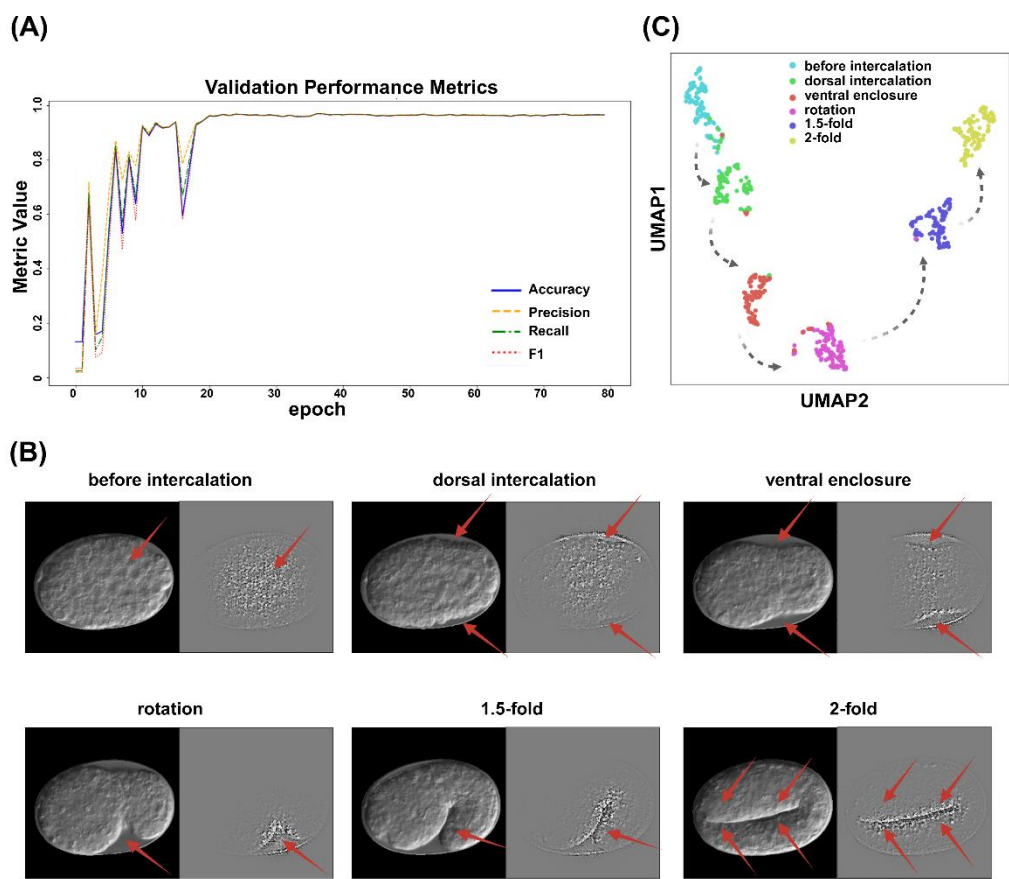 (A)
Validation Performance Metrics
Metric Value
1.0
0.8
0.6
0.4
0.2
0
Accuracy
Precision
Recall
F1
0 10 20 30 40 50 60 70 80
epoch
(C)
before intercalation
dorsal intercalation
ventral enclosure
rotation
1.5-fold
2-fold
UMAP1
UMAP2
(B)
before intercalation dorsal intercalation ventral enclosure
rotation 1.5-fold 2-fold